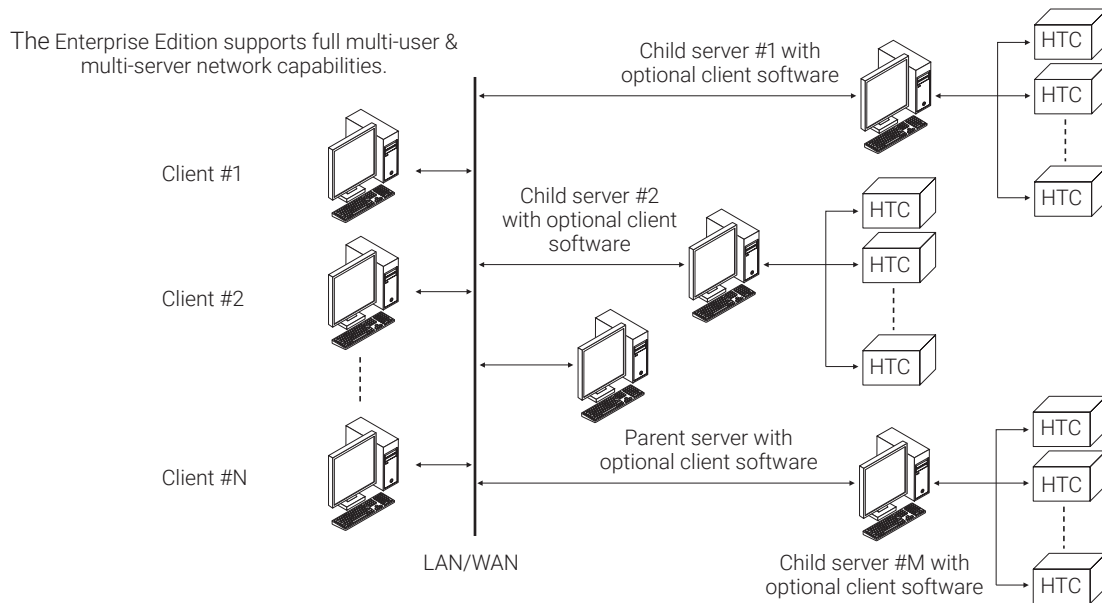 The Enterprise Edition supports full multi-user &
multi-server network capabilities.
Client #1
Client #2
Client #N
LAN/WAN
Child server #1 with
optional client software
HTC
HTC
HTC
Child server #2
with optional client
software
HTC
HTC
HTC
Parent server with
optional client software
HTC
HTC
HTC
Child server #M with
optional client software